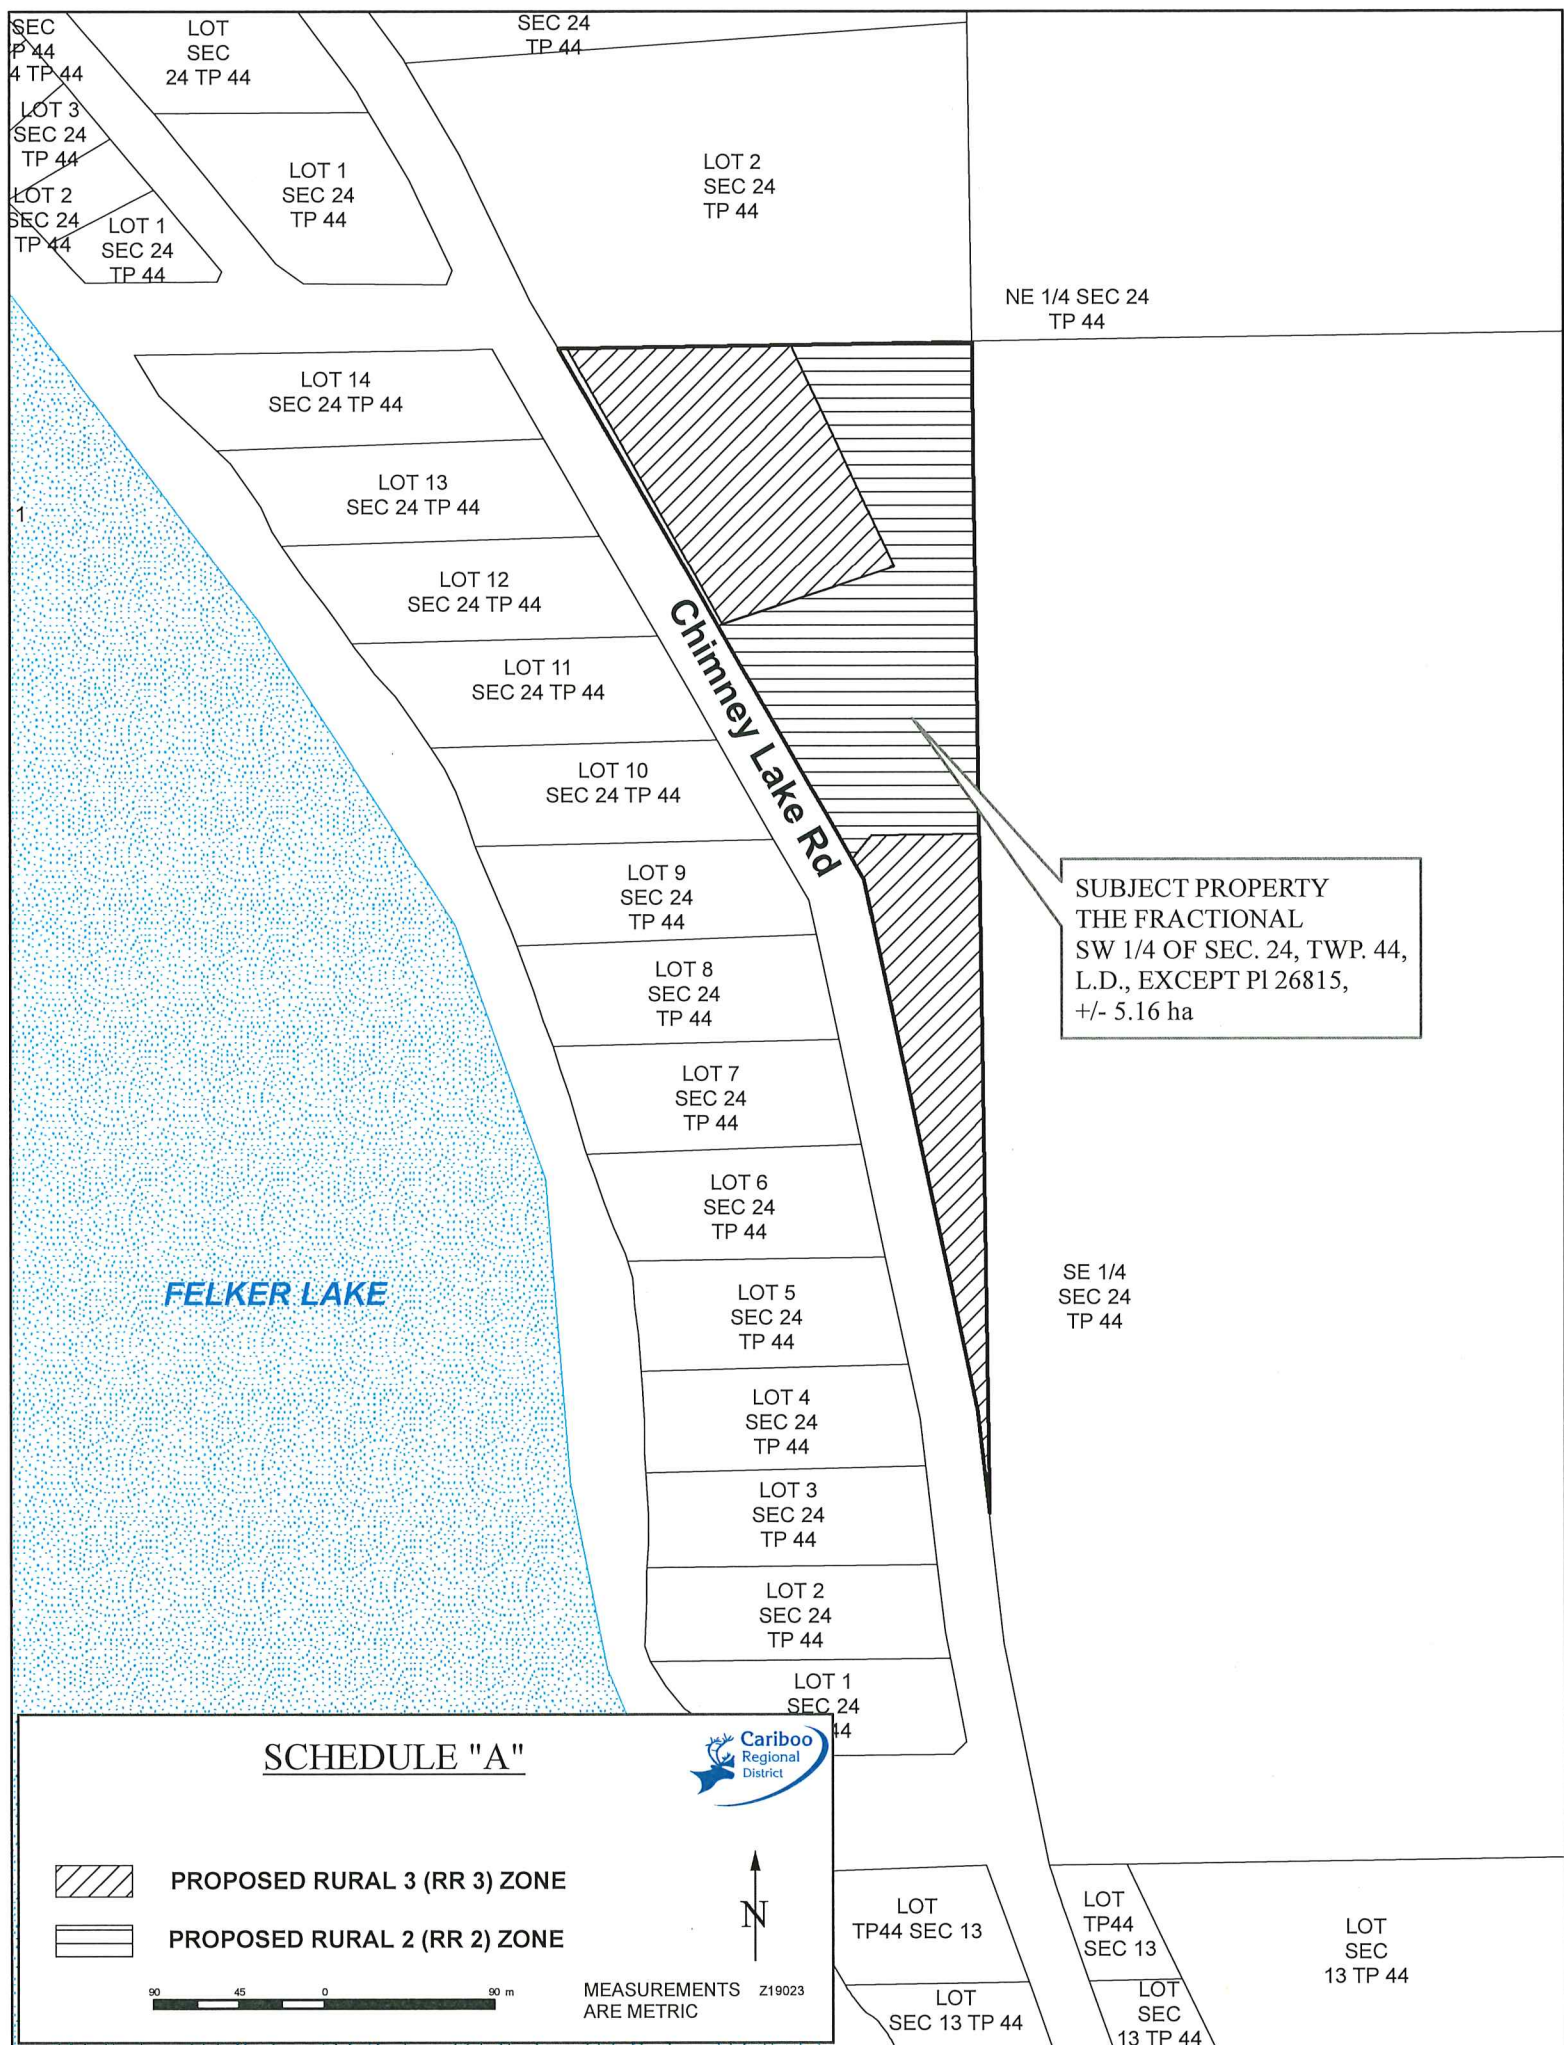 SEC
P 44
4 TP 44
LOT
SEC
24 TP 44
SEC 24
TP 44
LOT 3
SEC 24
TP 44
LOT 2
SEC 24
TP 44
LOT 1
SEC 24
TP 44
LOT 1
SEC 24
TP 44
LOT 2
SEC 24
TP 44
NE 1/4 SEC 24
TP 44
LOT 14
SEC 24 TP 44
LOT 13
SEC 24 TP 44
1
LOT 12
SEC 24 TP 44
LOT 11
SEC 24 TP 44
Chimney Lake Rd
LOT 10
SEC 24 TP 44
LOT 9
SEC 24
TP 44
SUBJECT PROPERTY
THE FRACTIONAL
SW 1/4 OF SEC. 24, TWP. 44,
L.D., EXCEPT Pl 26815,
+/- 5.16 ha
LOT 8
SEC 24
TP 44
LOT 7
SEC 24
TP 44
LOT 6
SEC 24
TP 44
FELKER LAKE
LOT 5
SEC 24
TP 44
SE 1/4
SEC 24
TP 44
LOT 4
SEC 24
TP 44
LOT 3
SEC 24
TP 44
LOT 2
SEC 24
TP 44
LOT 1
SEC 24
44
SCHEDULE "A"
Cariboo
Regional
District
PROPOSED RURAL 3 (RR 3) ZONE
PROPOSED RURAL 2 (RR 2) ZONE
N
90 45 0 90 m
MEASUREMENTS
ARE METRIC
Z19023
LOT
TP44 SEC 13
LOT
TP44
SEC 13
LOT
SEC
13 TP 44
LOT
SEC 13 TP 44
LOT
SEC
13 TP 44